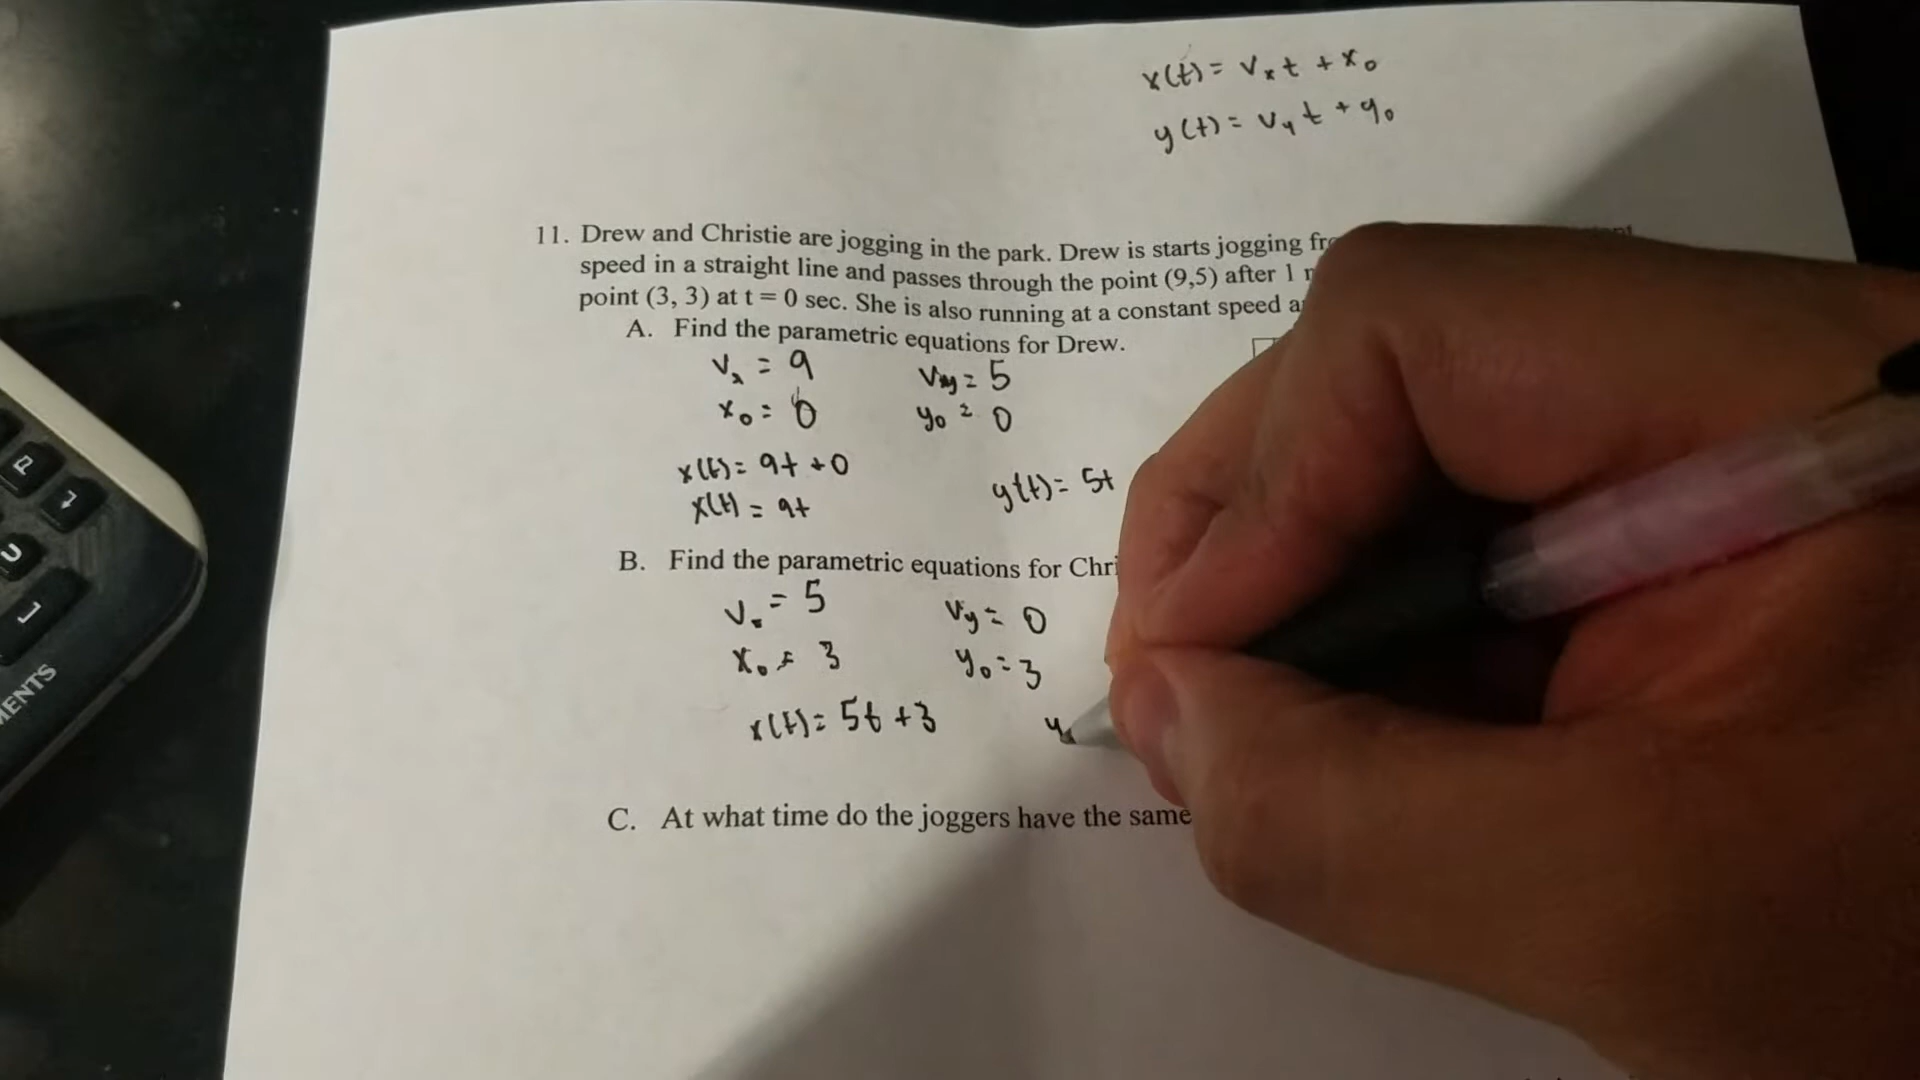 x(t) = vₓt + x₀
y(t) = v_y t + y₀
11. Drew and Christie are jogging in the park. Drew is starts jogging
speed in a straight line and passes through the point (9,5) after 1
point (3, 3) at t = 0 sec. She is also running at a constant speed
A. Find the parametric equations for Drew.
vₓ = 9 v_y = 5
x₀ = 0 y₀ = 0
x(t) = 9t + 0
x(t) = 9t y(t) = 5t
B. Find the parametric equations for
v = 5 v_y = 0
x₀ = 3 y₀ = 3
x(t) = 5t + 3 y
C. At what time do the joggers have the same
MENTS